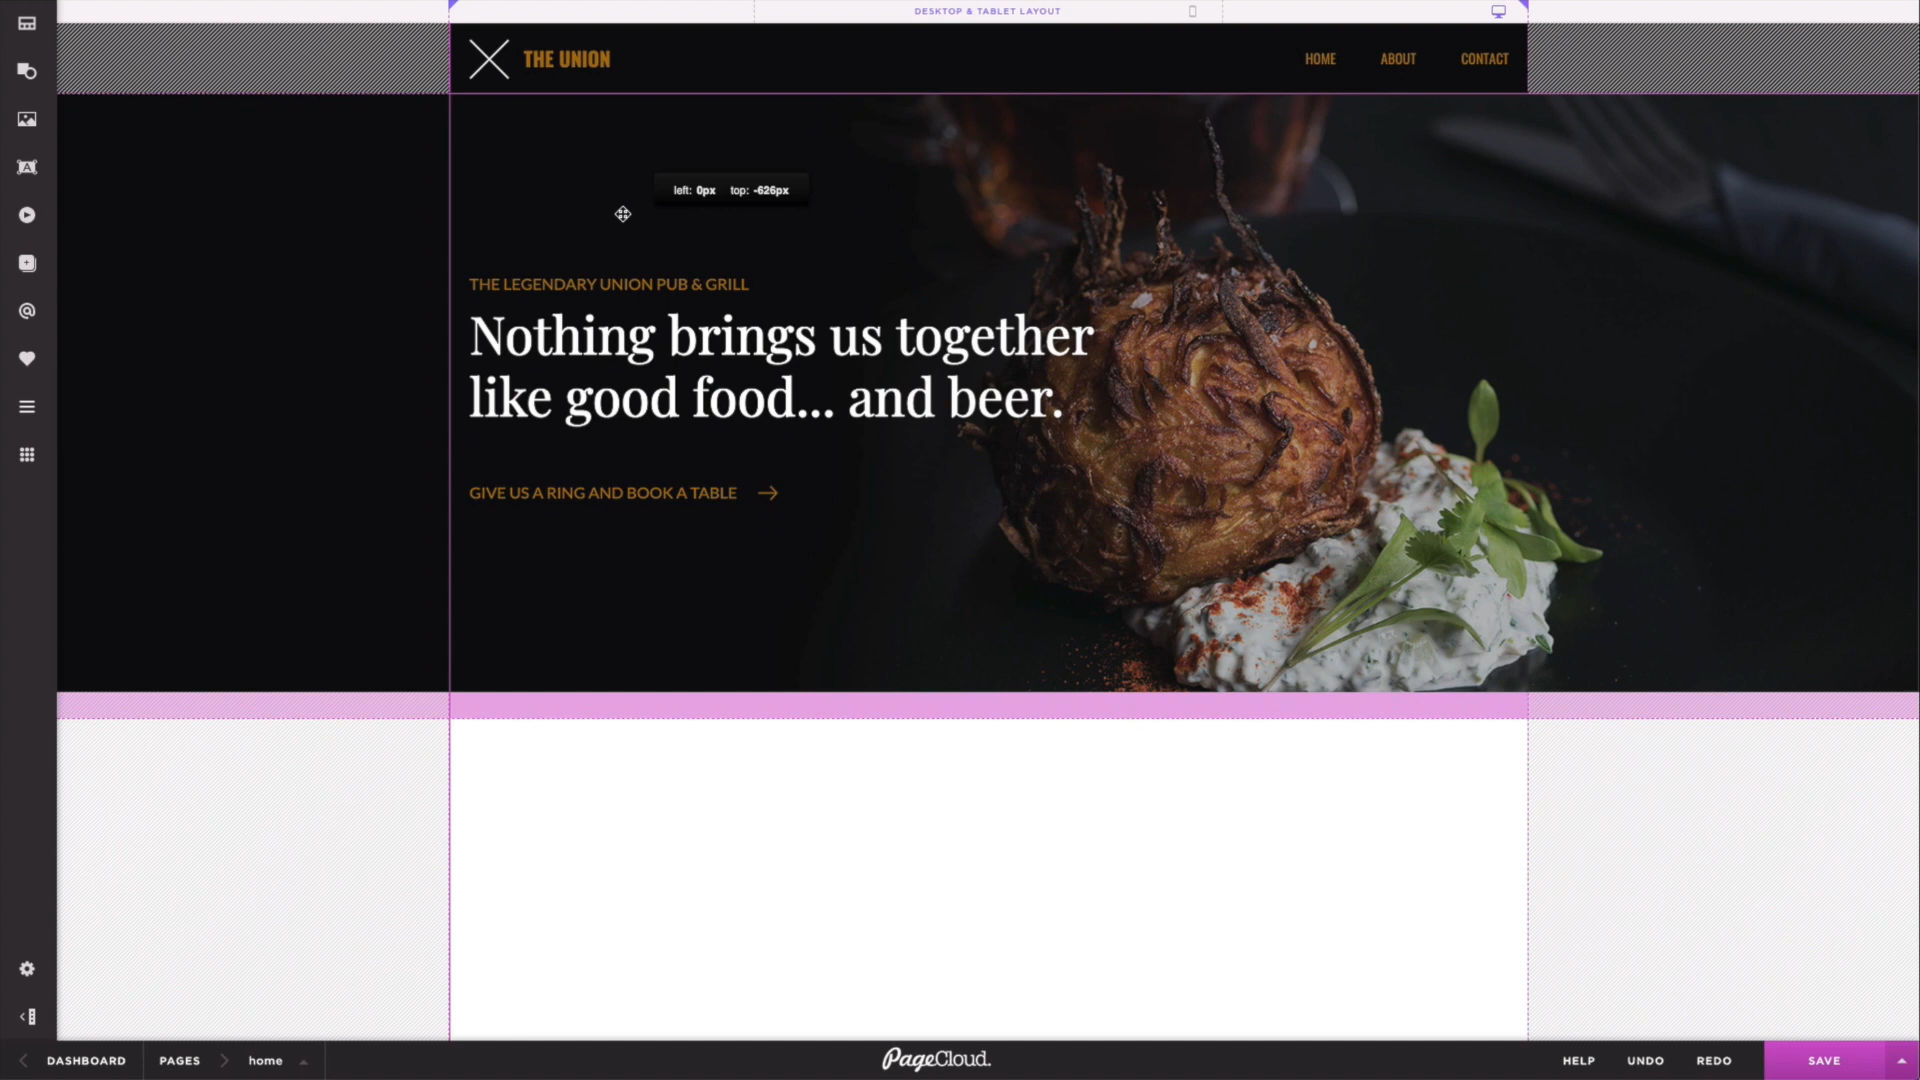 DESKTOP & TABLET LAYOUT
THE UNION
HOME ABOUT CONTACT
left: 0px top: -626px
THE LEGENDARY UNION PUB & GRILL
Nothing brings us together
like good food... and beer.
GIVE US A RING AND BOOK A TABLE
DASHBOARD PAGES home PageCloud. HELP UNDO REDO SAVE